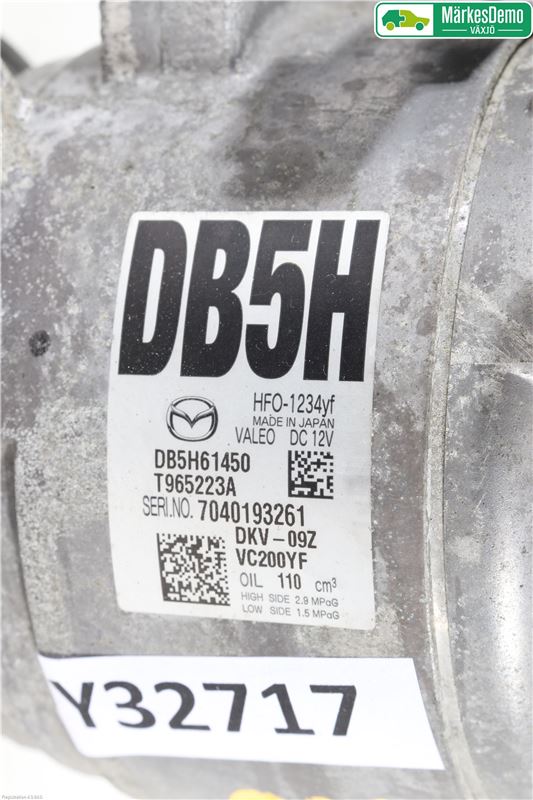 MärkesDemo
VÄXJÖ
DB5H
HFO-1234yf
MADE IN JAPAN
VALEO DC 12V
DB5H61450
T965223A
SERI.NO. 7040193261
DKV-09Z
VC200YF
OIL 110 cm³
HIGH SIDE 2.9 MPaG
LOW SIDE 1.5 MPaG
Y32717